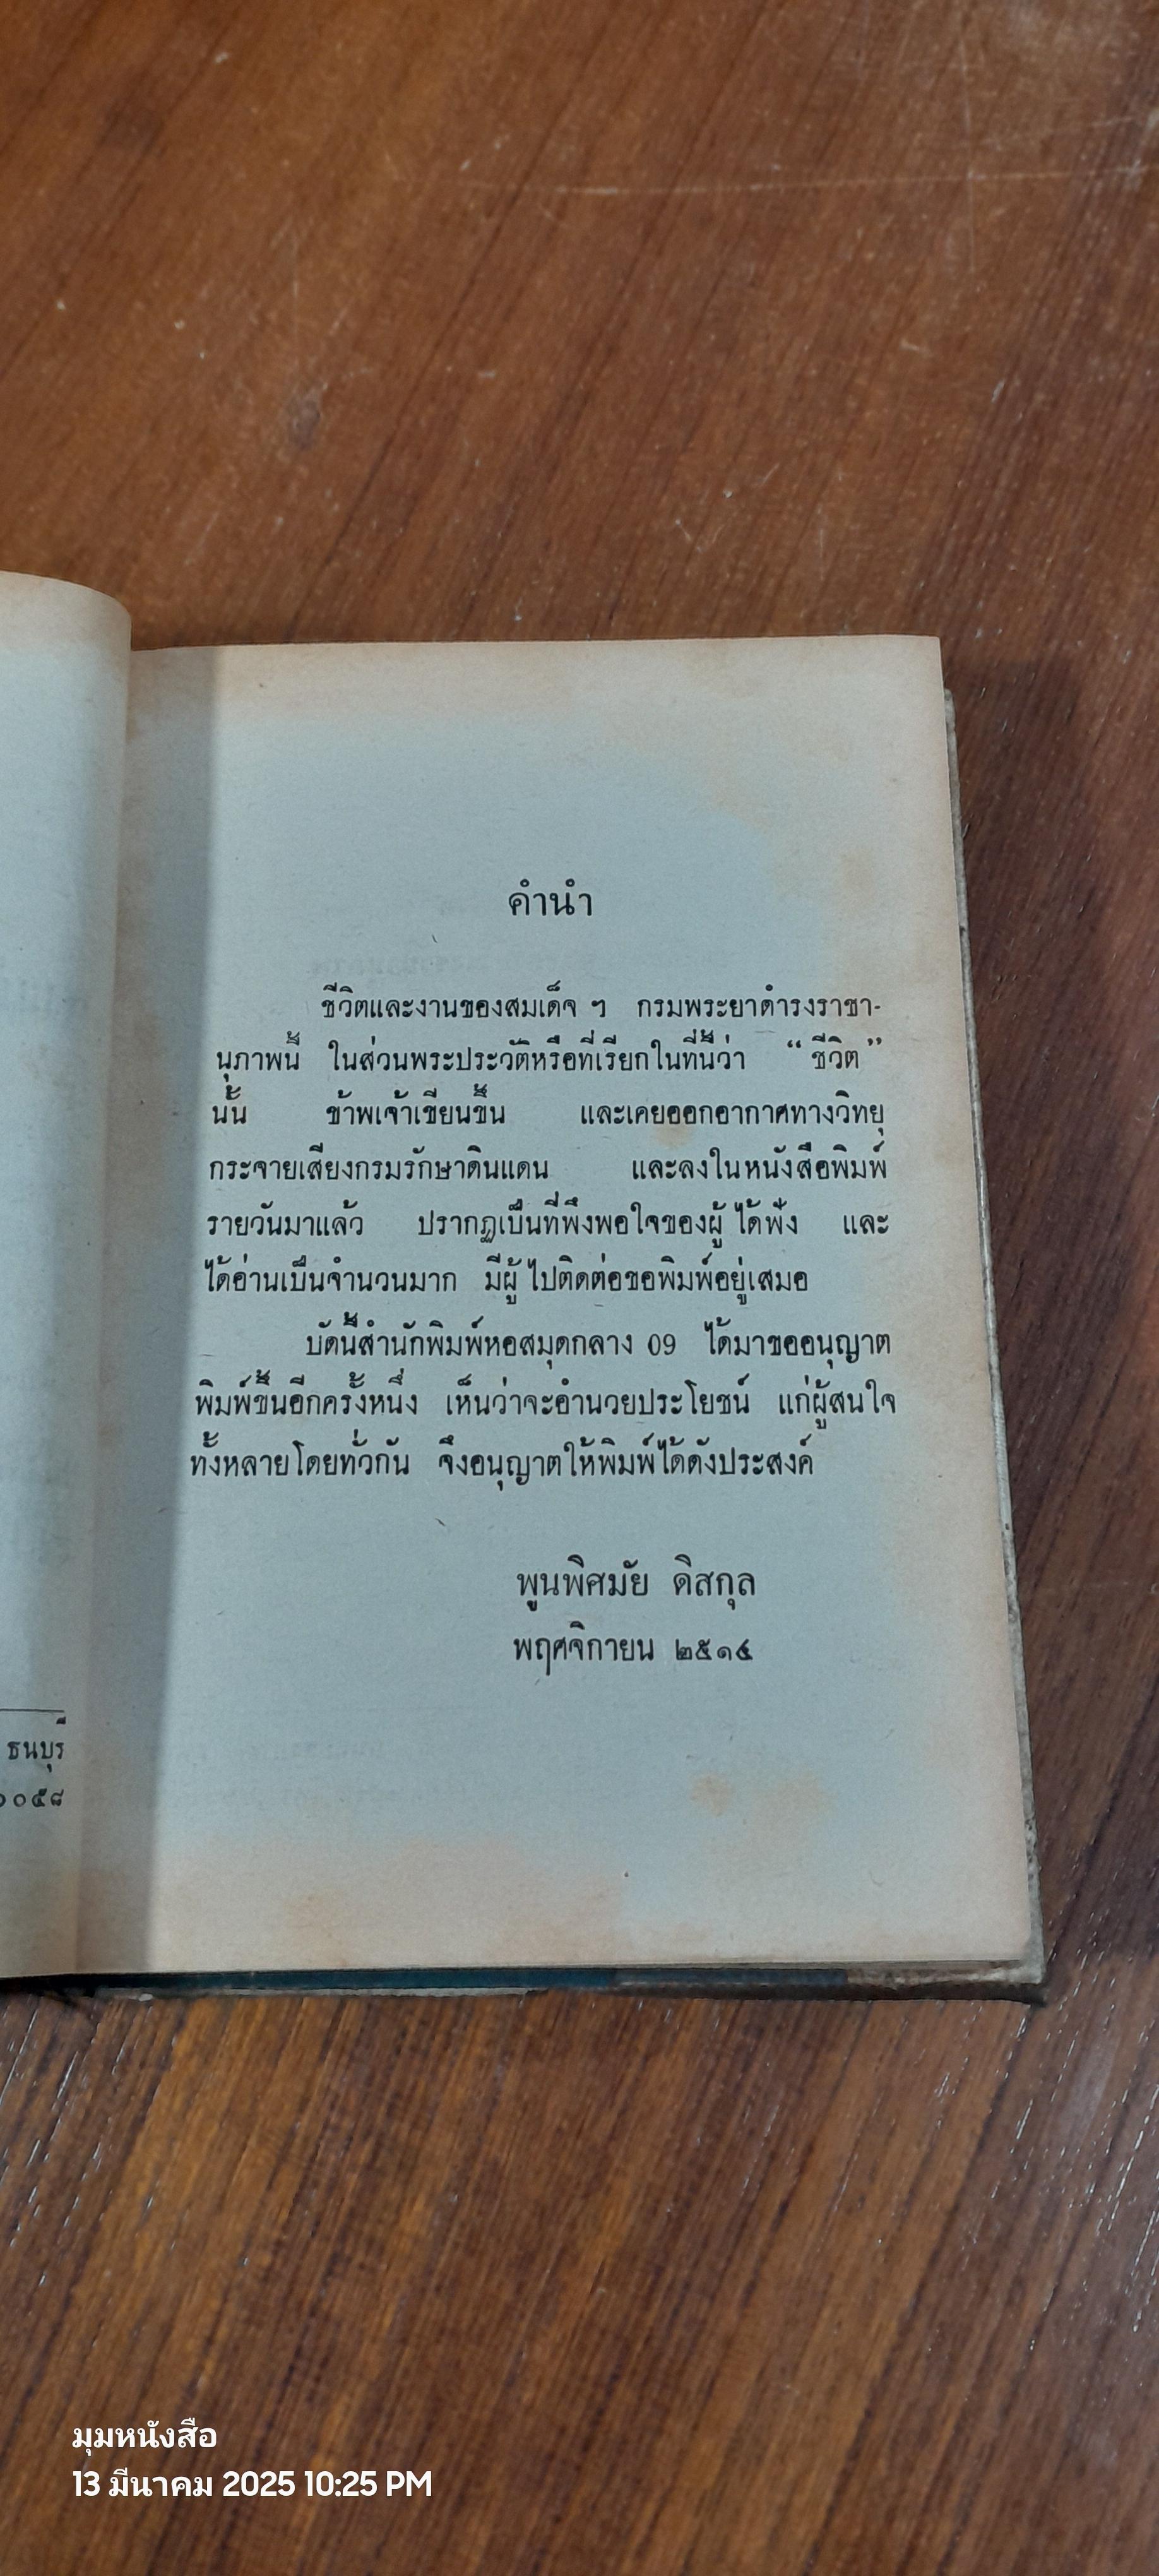 คำนำ
ชีวิตและงานของสมเด็จ ฯ กรมพระยาดำรงราชา-
นุภาพนี้ ในส่วนพระประวัติหรือที่เรียกในที่นี้ว่า “ ชีวิต ”
นั้น ข้าพเจ้าเขียนขึ้น และเคยออกอากาศทางวิทยุ
กระจายเสียงกรมรักษาดินแดน และลงในหนังสือพิมพ์
รายวันมาแล้ว ปรากฏเป็นที่พึงพอใจของผู้ได้ฟัง และ
ได้อ่านเป็นจำนวนมาก มีผู้ไปติดต่อขอพิมพ์อยู่เสมอ
บัดนี้สำนักพิมพ์หอสมุดกลาง 09 ได้มาขออนุญาต
พิมพ์ขึ้นอีกครั้งหนึ่ง เห็นว่าจะอำนวยประโยชน์ แก่ผู้สนใจ
ทั้งหลายโดยทั่วกัน จึงอนุญาตให้พิมพ์ได้ดังประสงค์
พูนพิศมัย ดิสกุล
พฤศจิกายน ๒๕๑๔
ธนบุรี
๐๕๘
มุมหนังสือ
13 มีนาคม 2025 10:25 PM